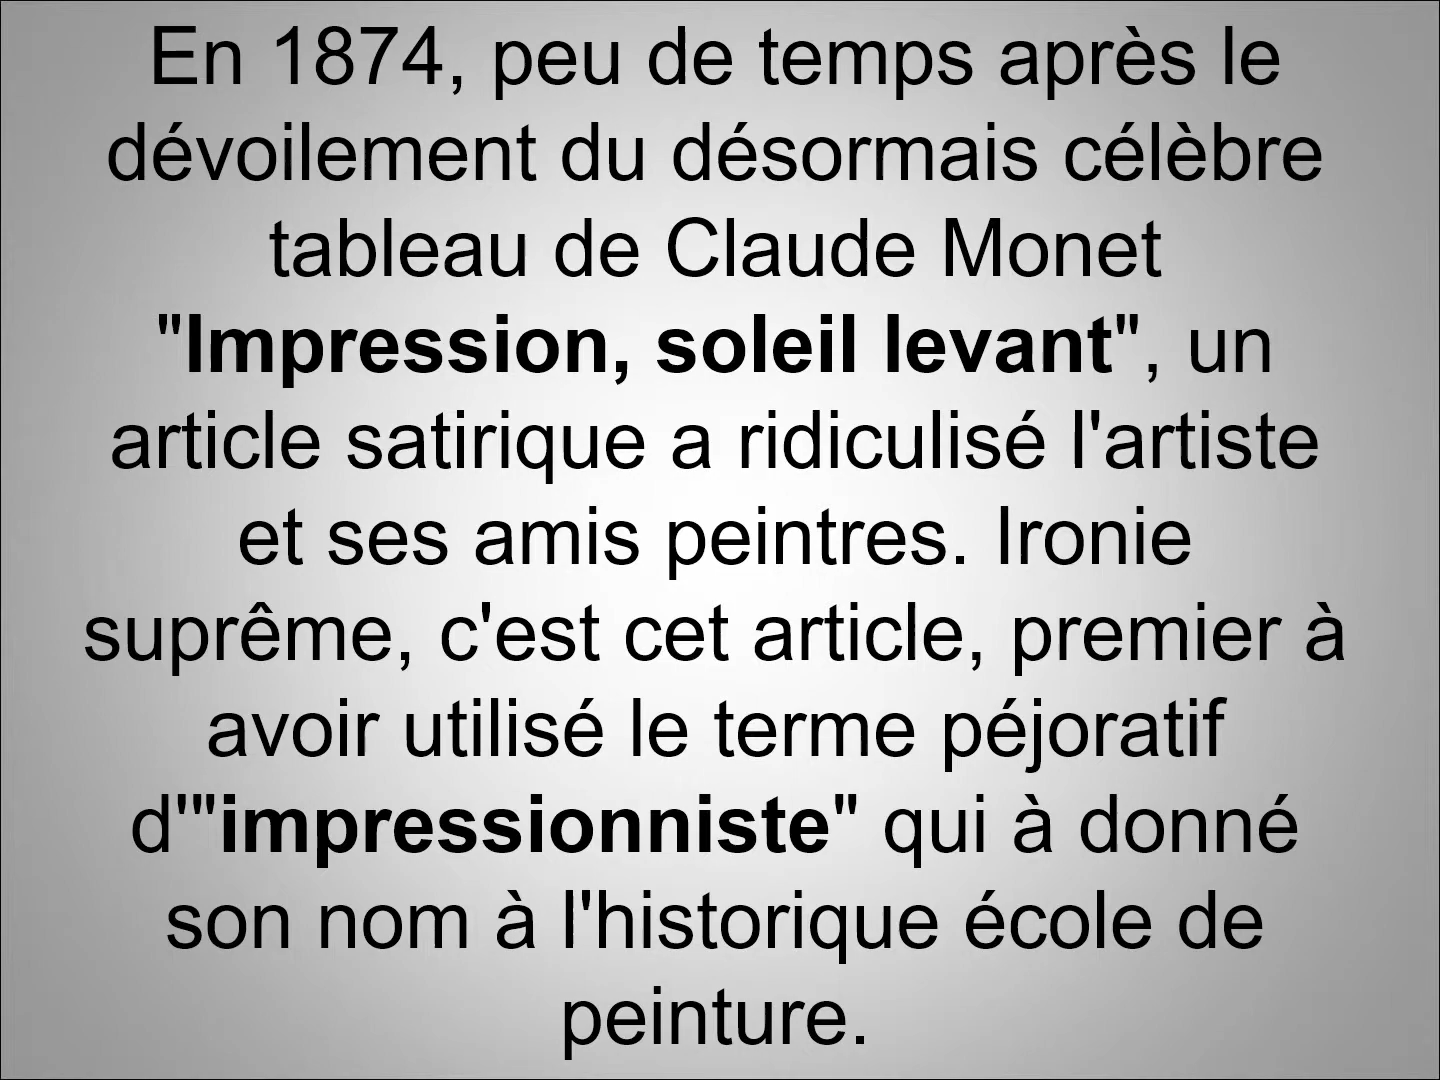 En 1874, peu de temps après le
dévoilement du désormais célèbre
tableau de Claude Monet
"Impression, soleil levant", un
article satirique a ridiculisé l'artiste
et ses amis peintres. Ironie
suprême, c'est cet article, premier à
avoir utilisé le terme péjoratif
d'"impressionniste" qui à donné
son nom à l'historique école de
peinture.